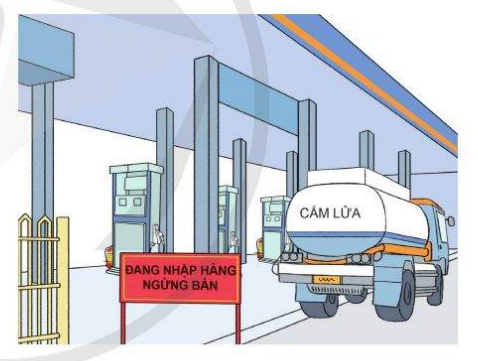 CẤM LỬA
ĐANG NHẬP HÀNG
NGỪNG BÁN